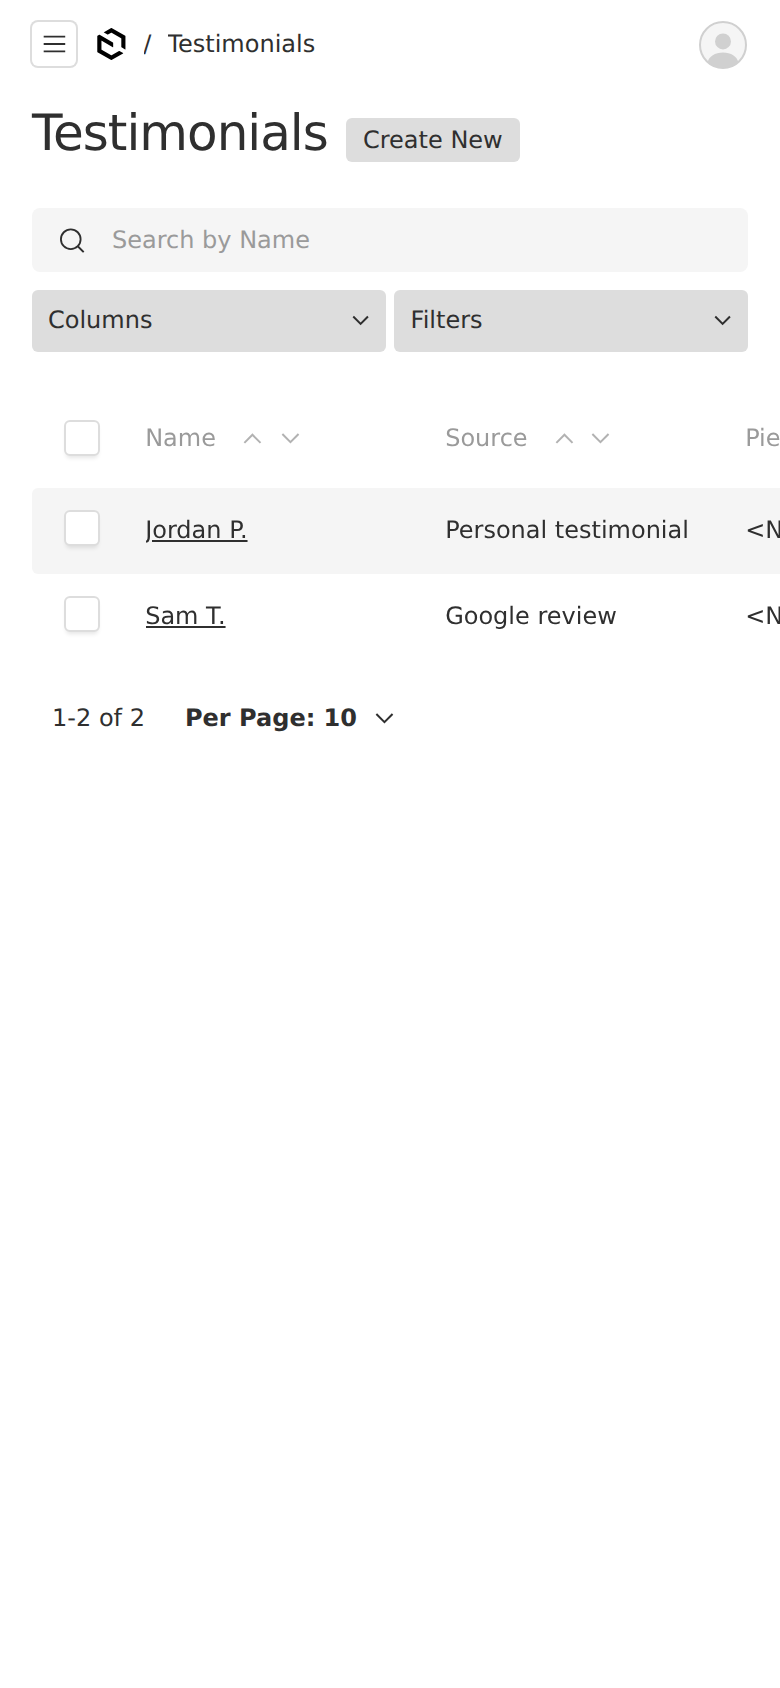 / Testimonials
Testimonials Create New
Search by Name
Columns Filters
Name Source Pie
Jordan P. Personal testimonial <N
Sam T. Google review <N
1-2 of 2 Per Page: 10